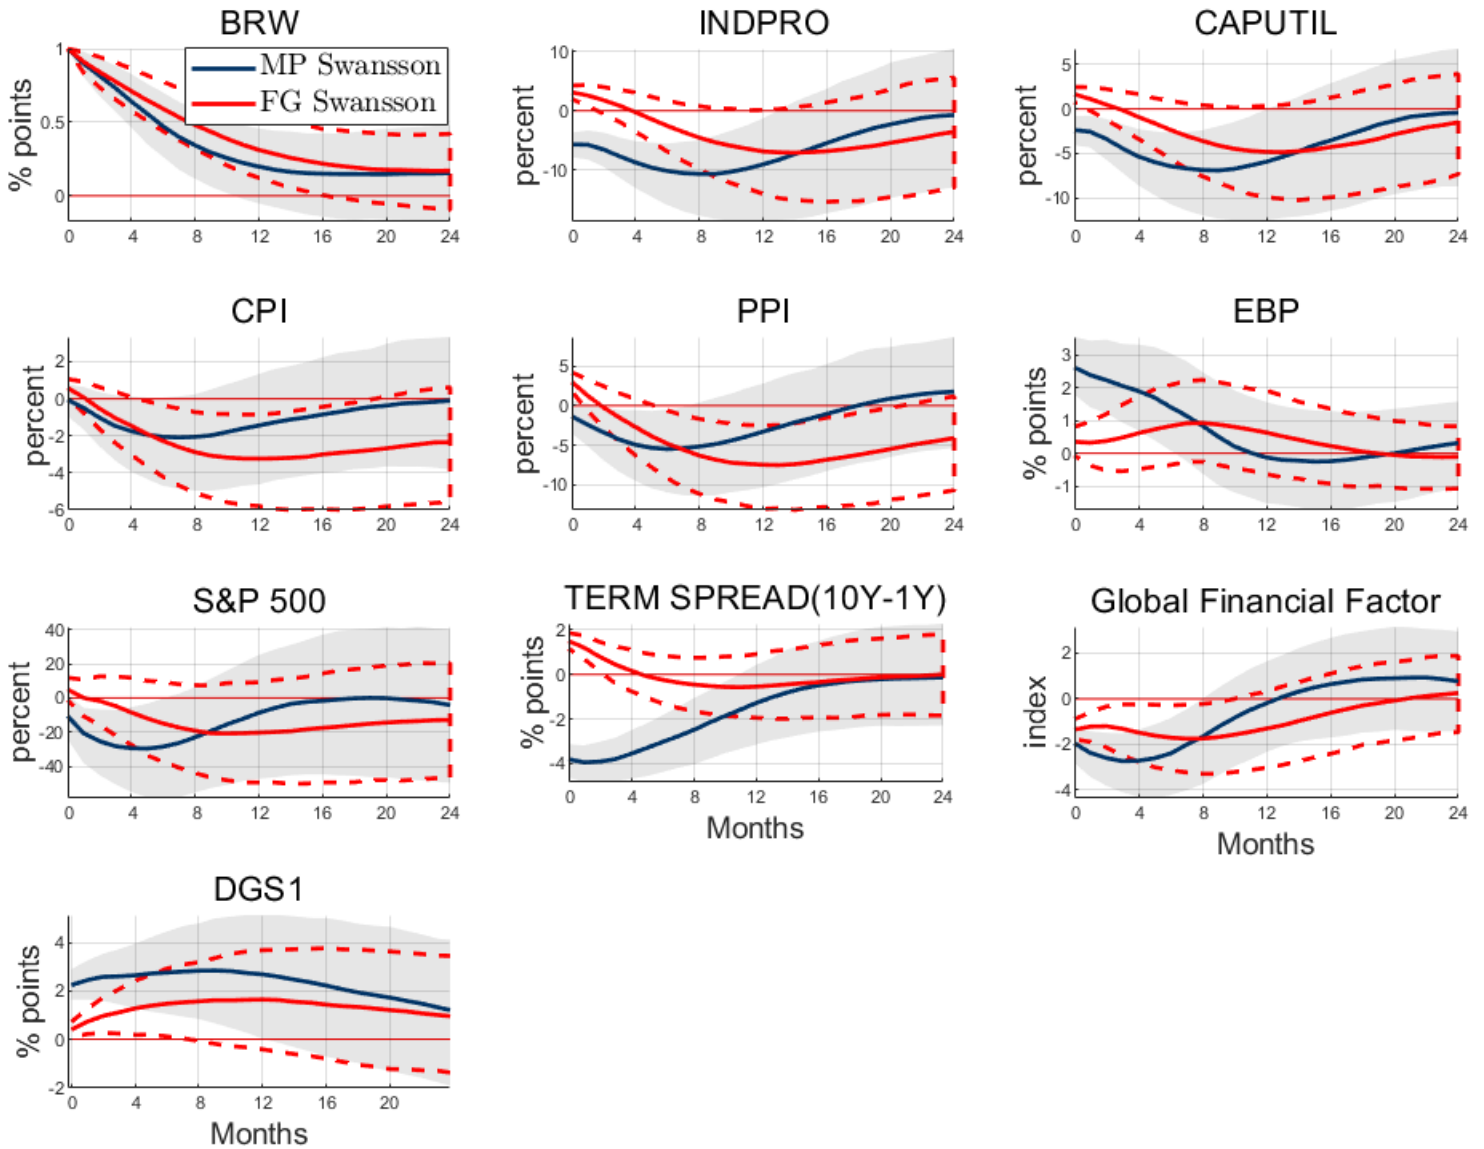 BRW
INDPRO
CAPUTIL
% points
1
0.5
0
0 4 8 12 16 20 24
MP Swansson
FG Swansson
percent
10
0
-10
0 4 8 12 16 20 24
percent
5
0
-5
-10
0 4 8 12 16 20 24
CPI
PPI
EBP
percent
2
0
-2
-4
-6
0 4 8 12 16 20 24
percent
5
0
-5
-10
0 4 8 12 16 20 24
% points
3
2
1
0
-1
0 4 8 12 16 20 24
S&P 500
TERM SPREAD(10Y-1Y)
Global Financial Factor
percent
40
20
0
-20
-40
0 4 8 12 16 20 24
% points
2
0
-2
-4
0 4 8 12 16 20 24
Months
index
2
0
-2
-4
0 4 8 12 16 20 24
Months
DGS1
% points
4
2
0
-2
0 4 8 12 16 20
Months